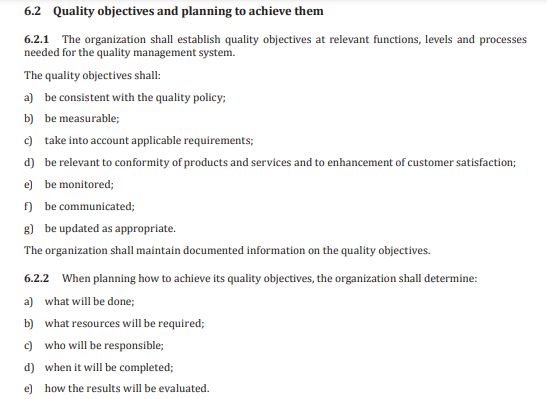 6.2 Quality objectives and planning to achieve them
6.2.1 The organization shall establish quality objectives at relevant functions, levels and processes
needed for the quality management system.
The quality objectives shall:
a) be consistent with the quality policy;
b) be measurable;
c) take into account applicable requirements;
d) be relevant to conformity of products and services and to enhancement of customer satisfaction;
e) be monitored;
f) be communicated;
g) be updated as appropriate.
The organization shall maintain documented information on the quality objectives.
6.2.2 When planning how to achieve its quality objectives, the organization shall determine:
a) what will be done;
b) what resources will be required;
c) who will be responsible;
d) when it will be completed;
e) how the results will be evaluated.